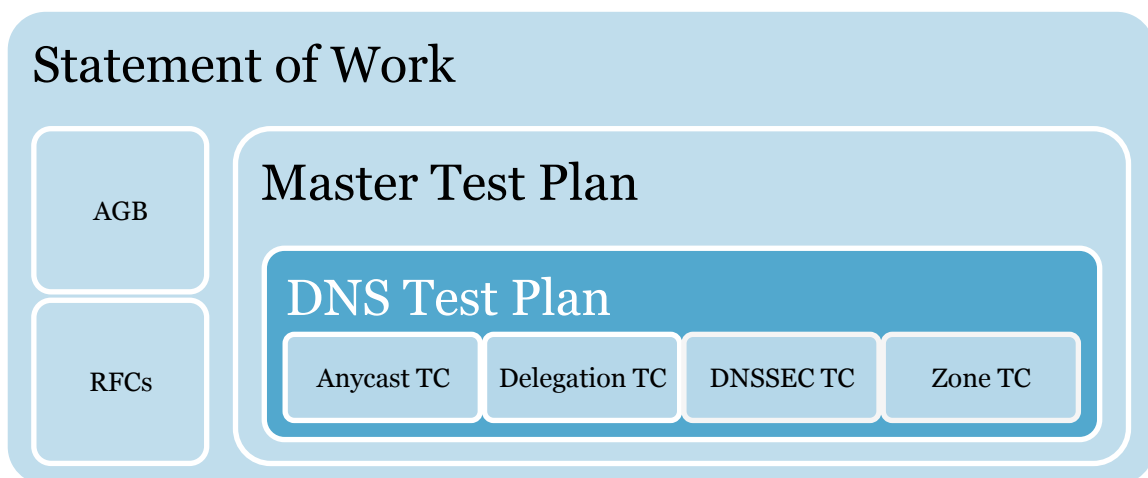 Statement of Work
AGB
RFCs
Master Test Plan
DNS Test Plan
Anycast TC
Delegation TC
DNSSEC TC
Zone TC